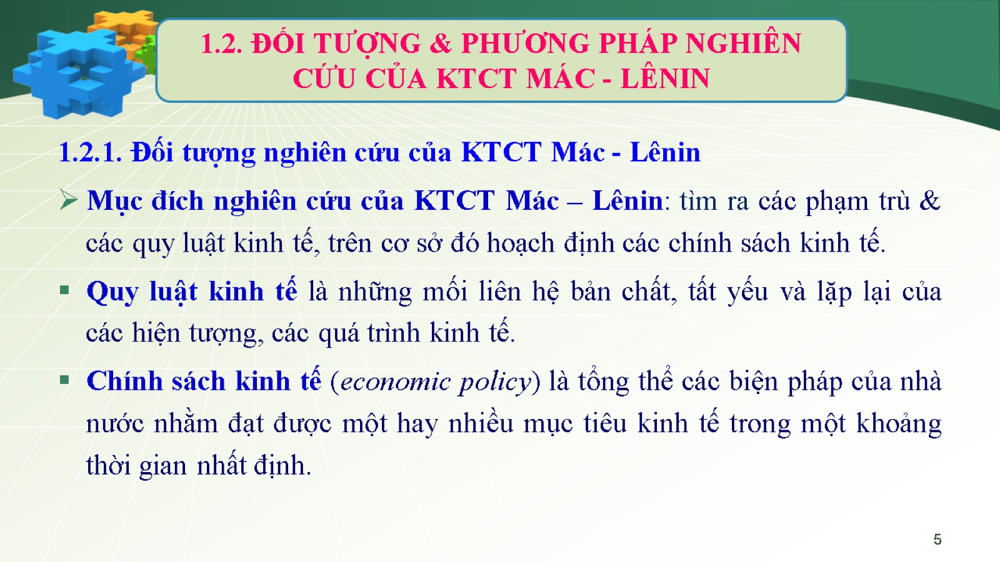 1.2. ĐỐI TƯỢNG & PHƯƠNG PHÁP NGHIÊN
CỨU CỦA KTCT MÁC - LÊNIN
1.2.1. Đối tượng nghiên cứu của KTCT Mác - Lênin
➢ Mục đích nghiên cứu của KTCT Mác – Lênin: tìm ra các phạm trù &
các quy luật kinh tế, trên cơ sở đó hoạch định các chính sách kinh tế.
▪ Quy luật kinh tế là những mối liên hệ bản chất, tất yếu và lặp lại của
các hiện tượng, các quá trình kinh tế.
▪ Chính sách kinh tế (economic policy) là tổng thể các biện pháp của nhà
nước nhằm đạt được một hay nhiều mục tiêu kinh tế trong một khoảng
thời gian nhất định.
5